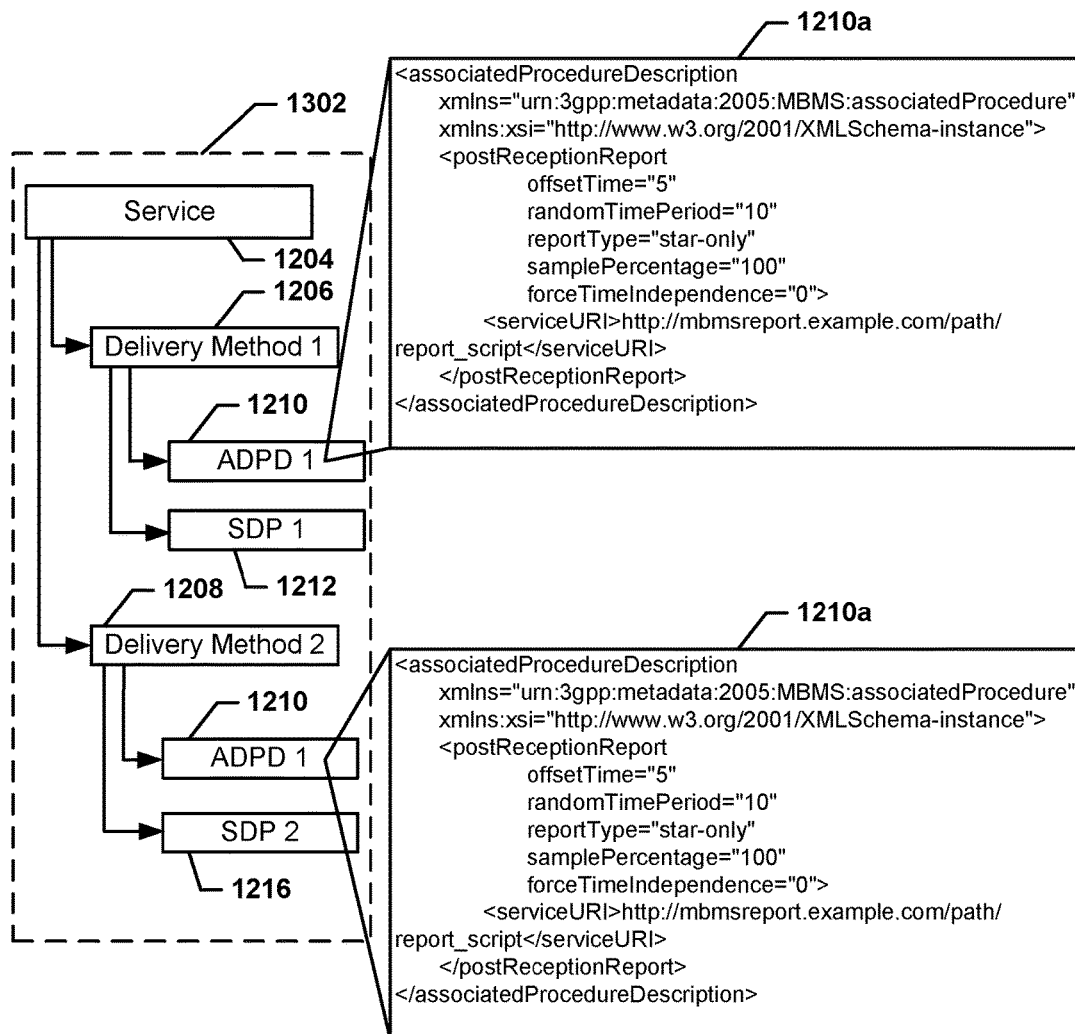 1210a
<associatedProcedureDescription
xmlns="urn:3gpp:metadata:2005:MBMS:associatedProcedure"
xmlns:xsi="http://www.w3.org/2001/XMLSchema-instance">
<postReceptionReport
offsetTime="5"
randomTimePeriod="10"
reportType="star-only"
samplePercentage="100"
forceTimeIndependence="0">
<serviceURI>http://mbmsreport.example.com/path/
report_script</serviceURI>
</postReceptionReport>
</associatedProcedureDescription>
1302
Service
1204
1206
Delivery Method 1
1210
ADPD 1
SDP 1
1212
1208
Delivery Method 2
1210
ADPD 1
SDP 2
1216
1210a
<associatedProcedureDescription
xmlns="urn:3gpp:metadata:2005:MBMS:associatedProcedure"
xmlns:xsi="http://www.w3.org/2001/XMLSchema-instance">
<postReceptionReport
offsetTime="5"
randomTimePeriod="10"
reportType="star-only"
samplePercentage="100"
forceTimeIndependence="0">
<serviceURI>http://mbmsreport.example.com/path/
report_script</serviceURI>
</postReceptionReport>
</associatedProcedureDescription>